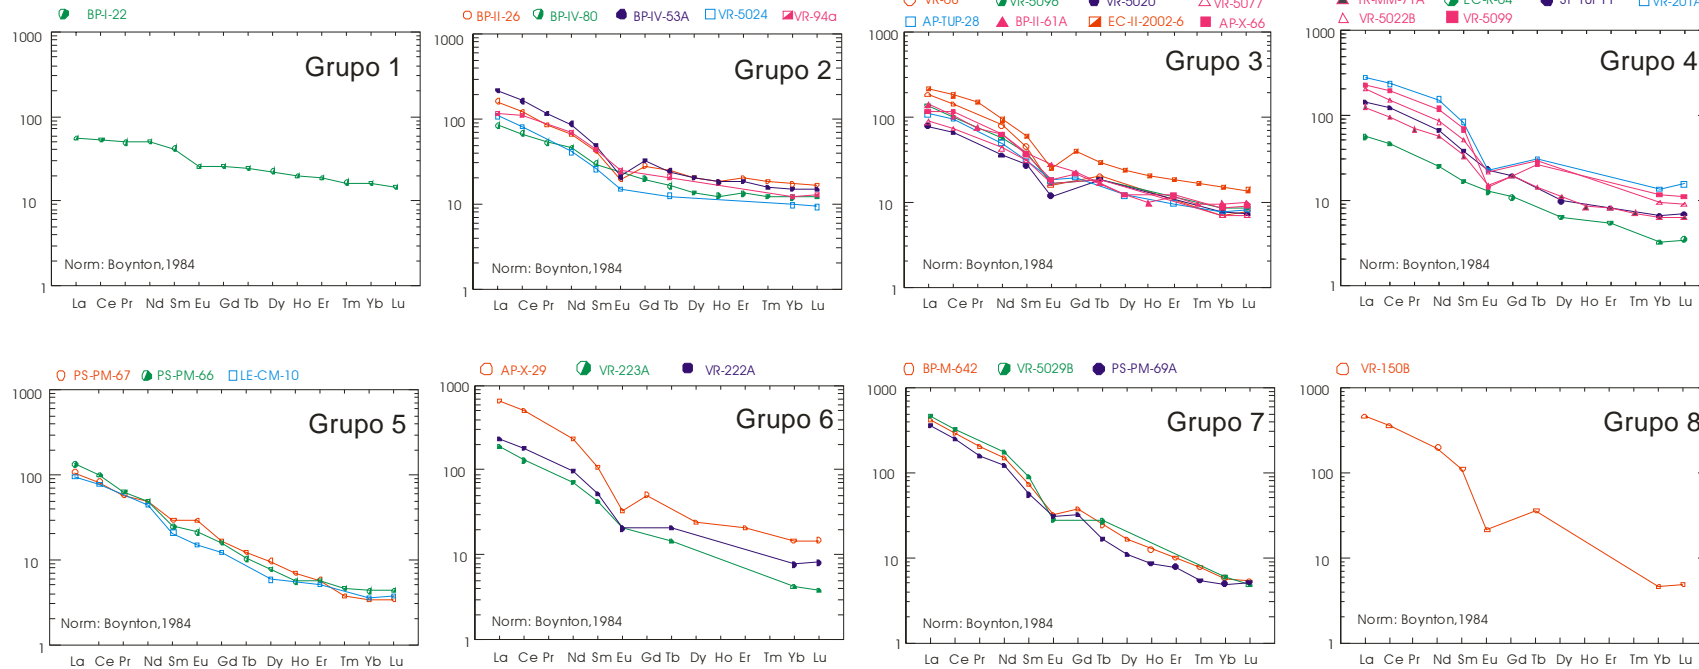 BP-I-22
1000
Grupo 1
100
10
Norm: Boynton,1984
1
La Ce Pr Nd Sm Eu Gd Tb Dy Ho Er Tm Yb Lu
BP-II-26 BP-IV-80 BP-IV-53A VR-5024 VR-94a
1000
Grupo 2
100
10
Norm: Boynton,1984
1
La Ce Pr Nd Sm Eu Gd Tb Dy Ho Er Tm Yb Lu
VR-5096 VR-5020 VR-5077
AP-TUP-28 BP-II-61A EC-II-2002-6 AP-X-66
1000
Grupo 3
100
10
Norm: Boynton,1984
1
La Ce Pr Nd Sm Eu Gd Tb Dy Ho Er Tm Yb Lu
VR-5022B VR-5099
1000
Grupo 4
100
10
Norm: Boynton,1984
1
La Ce Pr Nd Sm Eu Gd Tb Dy Ho Er Tm Yb Lu
PS-PM-67 PS-PM-66 LE-CM-10
1000
Grupo 5
100
10
Norm: Boynton,1984
1
La Ce Pr Nd Sm Eu Gd Tb Dy Ho Er Tm Yb Lu
AP-X-29 VR-223A VR-222A
1000
Grupo 6
100
10
Norm: Boynton,1984
1
La Ce Pr Nd Sm Eu Gd Tb Dy Ho Er Tm Yb Lu
BP-M-642 VR-5029B PS-PM-69A
1000
Grupo 7
100
10
Norm: Boynton,1984
1
La Ce Pr Nd Sm Eu Gd Tb Dy Ho Er Tm Yb Lu
VR-150B
1000
Grupo 8
100
10
Norm: Boynton,1984
1
La Ce Pr Nd Sm Eu Gd Tb Dy Ho Er Tm Yb Lu